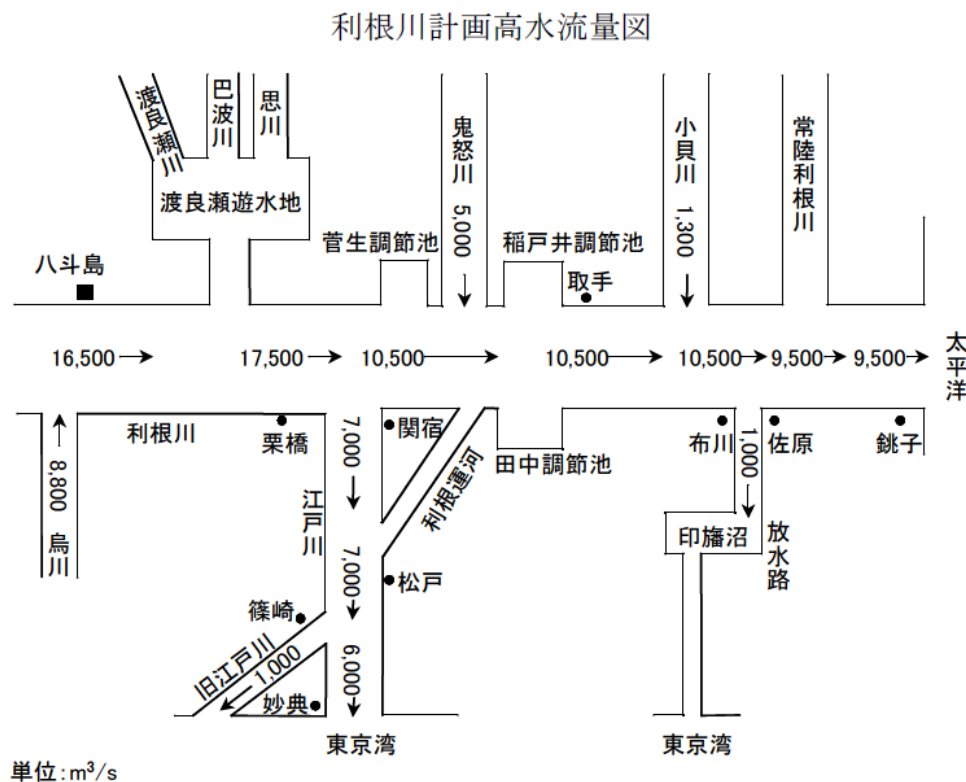 利根川計画高水流量図
渡良瀬川
巴波川
思川
鬼怒川
5,000
小貝川
1,300
常陸利根川
渡良瀬遊水地
菅生調節池
稲戸井調節池
取手
八斗島
16,500
17,500
10,500
10,500
10,500
9,500
9,500
太平洋
8,800
烏川
利根川
栗橋
7,000
関宿
利根運河
田中調節池
布川
1,000
佐原
銚子
江戸川
印旛沼
放水路
7,000
松戸
篠崎
旧江戸川
1,000
6,000
妙典
東京湾
東京湾
単位:m³/s